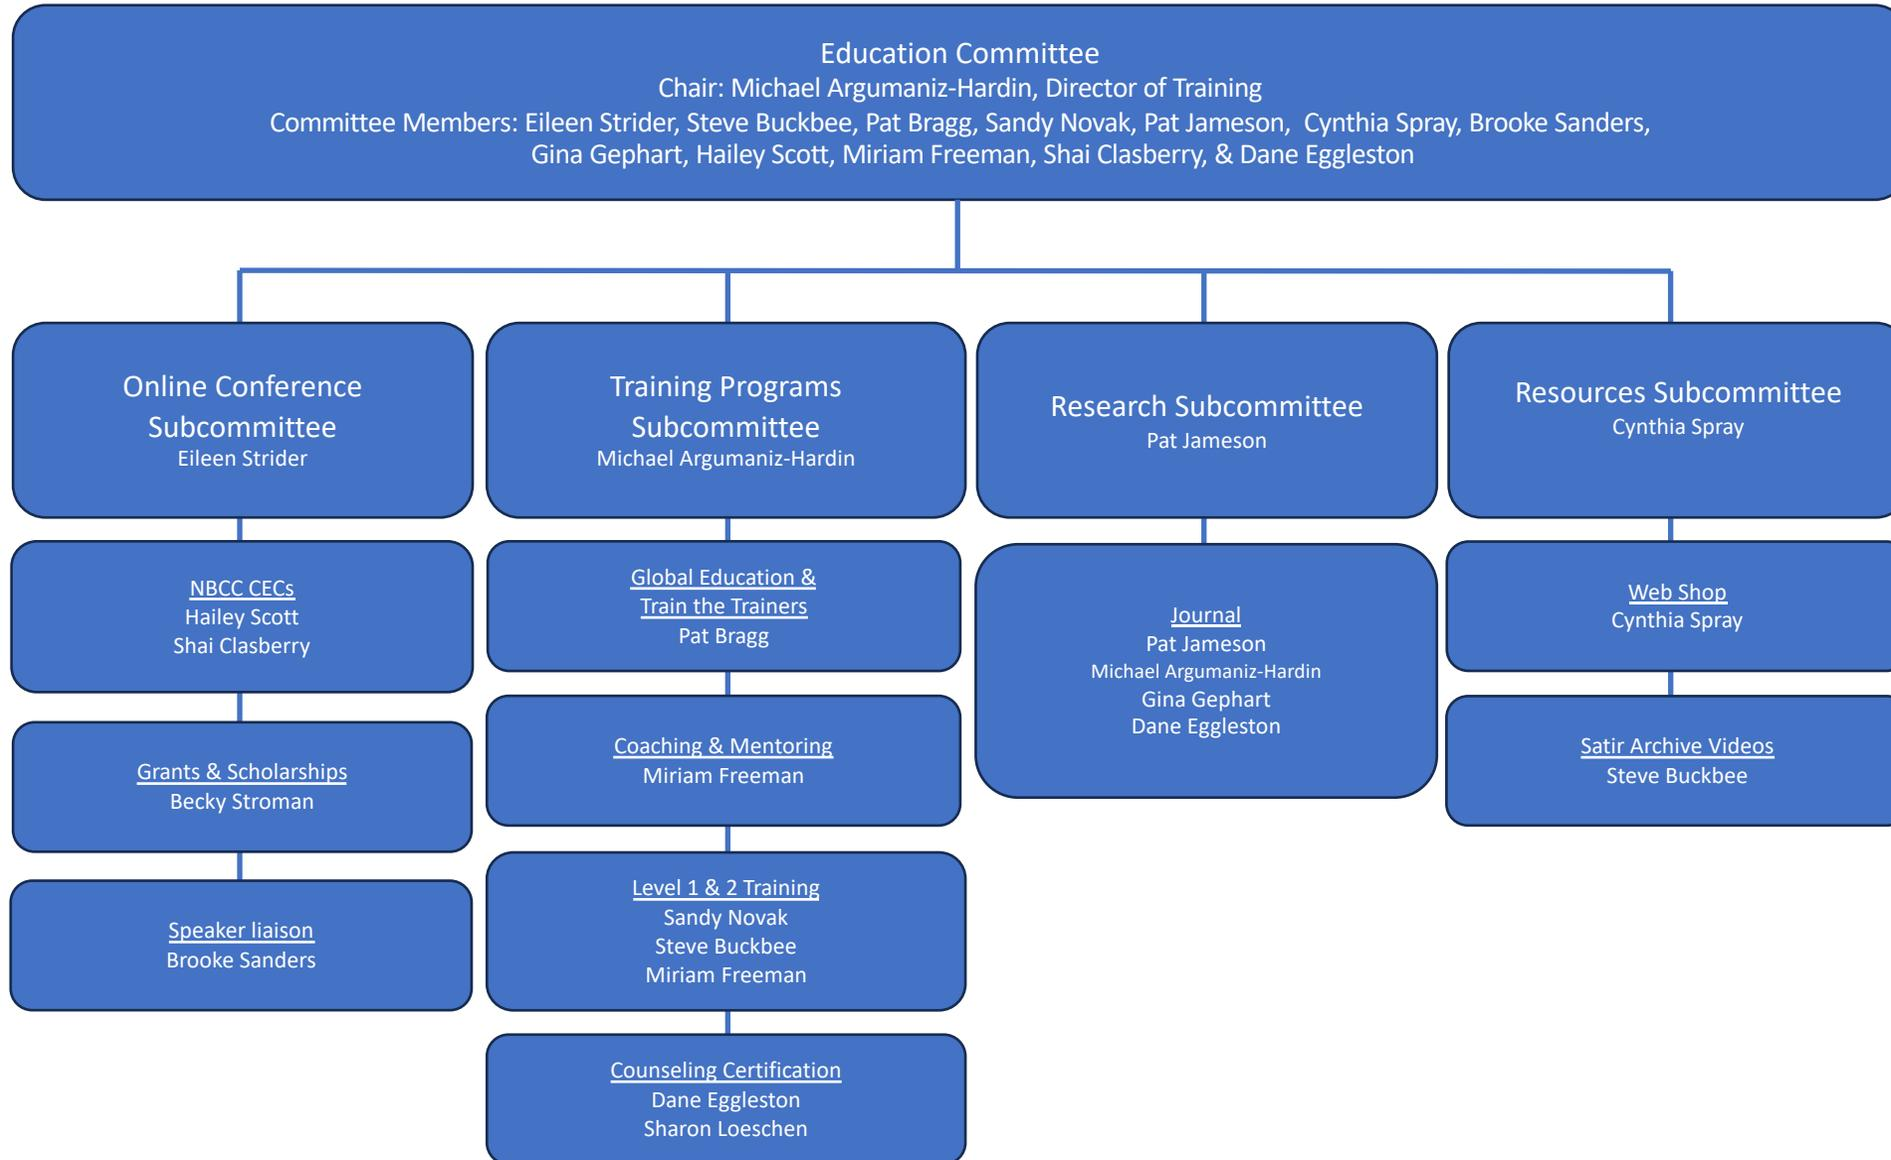 Education Committee
Chair: Michael Argumaniz-Hardin, Director of Training
Committee Members: Eileen Strider, Steve Buckbee, Pat Bragg, Sandy Novak, Pat Jameson,  Cynthia Spray, Brooke Sanders,
Gina Gephart, Hailey Scott, Miriam Freeman, Shai Clasberry, & Dane Eggleston
Online Conference
Subcommittee
Eileen Strider
NBCC CECs
Hailey Scott
Shai Clasberry
Grants & Scholarships
Becky Stroman
Speaker liaison
Brooke Sanders
Training Programs
Subcommittee
Michael Argumaniz-Hardin
Global Education &
Train the Trainers
Pat Bragg
Coaching & Mentoring
Miriam Freeman
Level 1 & 2 Training
Sandy Novak
Steve Buckbee
Miriam Freeman
Counseling Certification
Dane Eggleston
Sharon Loeschen
Research Subcommittee
Pat Jameson
Journal
Pat Jameson
Michael Argumaniz-Hardin
Gina Gephart
Dane Eggleston
Resources Subcommittee
Cynthia Spray
Web Shop
Cynthia Spray
Satir Archive Videos
Steve Buckbee